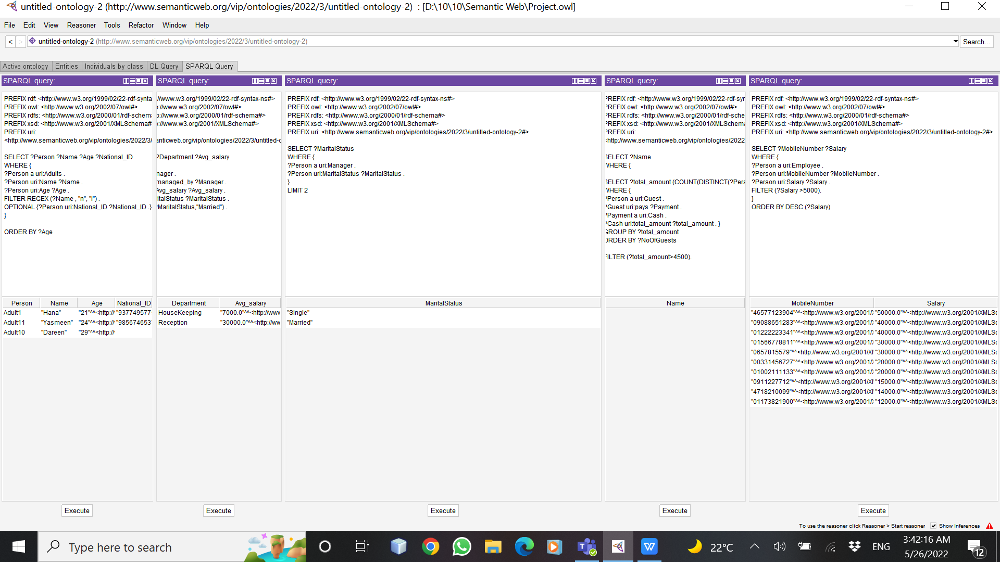 untitled-ontology-2 (http://www.semanticweb.org/vip/ontologies/2022/3/untitled-ontology-2) : [D:\10\10\Semantic Web\Project.owl]
File Edit View Reasoner Tools Refactor Window Help
< > untitled-ontology-2 (http://www.semanticweb.org/vip/ontologies/2022/3/untitled-ontology-2) Search...
Active ontology Entities Individuals by class DL Query SPARQL Query
SPARQL query:
PREFIX rdf: <http://www.w3.org/1999/02/22-rdf-synta
PREFIX owl: <http://www.w3.org/2002/07/owl#>
PREFIX rdfs: <http://www.w3.org/2000/01/rdf-schema
PREFIX xsd: <http://www.w3.org/2001/XMLSchema#
PREFIX uri:
<http://www.semanticweb.org/vip/ontologies/2022/3/
SELECT ?Person ?Name ?Age ?National_ID
WHERE {
?Person a uri:Adults .
?Person uri:Name ?Name .
?Person uri:Age ?Age .
FILTER REGEX (?Name , "n", "i") .
OPTIONAL {?Person uri:National_ID ?National_ID .}
}
ORDER BY ?Age
Person Name Age National_ID
Adult1 "Hana" "21"^^<http:// "937749577
Adult11 "Yasmeen" "24"^^<http:// "985674653
Adult10 "Dareen" "29"^^<http://
Execute
SPARQL query:
//www.w3.org/1999/02/22-rdf-syntax-ns#>
://www.w3.org/2002/07/owl#>
://www.w3.org/2000/01/rdf-schema#>
://www.w3.org/2001/XMLSchema#>
anticweb.org/vip/ontologies/2022/3/untitled-o
?Department ?Avg_salary
nager .
managed_by ?Manager .
Avg_salary ?Avg_salary .
ritalStatus ?MaritalStatus .
MaritalStatus,"Married") .
Department Avg_salary
HouseKeeping "7000.0"^^<http://www
Reception "30000.0"^^<http://ww
Execute
SPARQL query:
PREFIX rdf: <http://www.w3.org/1999/02/22-rdf-syntax-ns#>
PREFIX owl: <http://www.w3.org/2002/07/owl#>
PREFIX rdfs: <http://www.w3.org/2000/01/rdf-schema#>
PREFIX xsd: <http://www.w3.org/2001/XMLSchema#>
PREFIX uri: <http://www.semanticweb.org/vip/ontologies/2022/3/untitled-ontology-2#>
SELECT ?MaritalStatus
WHERE {
?Person a uri:Manager .
?Person uri:MaritalStatus ?MaritalStatus .
}
LIMIT 2
MaritalStatus
"Single"
"Married"
Execute
SPARQL query:
PREFIX rdf: <http://www.w3.org/1999/02/22-rdf-syr
PREFIX owl: <http://www.w3.org/2002/07/owl#>
PREFIX rdfs: <http://www.w3.org/2000/01/rdf-sche
PREFIX xsd: <http://www.w3.org/2001/XMLSchem
PREFIX uri:
<http://www.semanticweb.org/vip/ontologies/2022
SELECT ?Name
WHERE {
SELECT ?total_amount (COUNT(DISTINCT(?Pers
WHERE {
?Person a uri:Guest .
?Guest uri:pays ?Payment .
?Payment a uri:Cash .
?Cash uri:total_amount ?total_amount . }
GROUP BY ?total_amount
ORDER BY ?NoOfGuests
FILTER (?total_amount>4500).
Name
Execute
SPARQL query:
PREFIX rdf: <http://www.w3.org/1999/02/22-rdf-syntax-ns#>
PREFIX owl: <http://www.w3.org/2002/07/owl#>
PREFIX rdfs: <http://www.w3.org/2000/01/rdf-schema#>
PREFIX xsd: <http://www.w3.org/2001/XMLSchema#>
PREFIX uri: <http://www.semanticweb.org/vip/ontologies/2022/3/untitled-ontology-2#>
SELECT ?MobileNumber ?Salary
WHERE {
?Person a uri:Employee .
?Person uri:MobileNumber ?MobileNumber .
?Person uri:Salary ?Salary .
FILTER (?Salary >5000).
}
ORDER BY DESC (?Salary)
MobileNumber Salary
"46577123904"^^<http://www.w3.org/2001/X "50000.0"^^<http://www.w3.org/2001/XMLSc
"09088651283"^^<http://www.w3.org/2001/X "40000.0"^^<http://www.w3.org/2001/XMLSc
"01222223341"^^<http://www.w3.org/2001/X "40000.0"^^<http://www.w3.org/2001/XMLSc
"01566778811"^^<http://www.w3.org/2001/X "30000.0"^^<http://www.w3.org/2001/XMLSc
"0657815579"^^<http://www.w3.org/2001/XM "30000.0"^^<http://www.w3.org/2001/XMLSc
"00331456727"^^<http://www.w3.org/2001/X "20000.0"^^<http://www.w3.org/2001/XMLSc
"01002111133"^^<http://www.w3.org/2001/X "20000.0"^^<http://www.w3.org/2001/XMLSc
"0911227712"^^<http://www.w3.org/2001/XM "15000.0"^^<http://www.w3.org/2001/XMLSc
"4718210099"^^<http://www.w3.org/2001/XM "14000.0"^^<http://www.w3.org/2001/XMLSc
"01173821900"^^<http://www.w3.org/2001/X "12000.0"^^<http://www.w3.org/2001/XMLSc
Execute
To use the reasoner click Reasoner > Start reasoner Show Inferences
Type here to search
22°C ENG
3:42:16 AM
5/26/2022
12